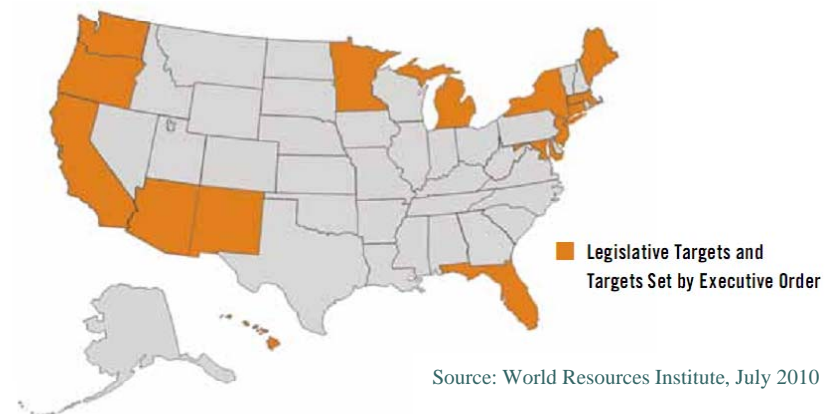 Legislative Targets and
Targets Set by Executive Order
Source: World Resources Institute, July 2010